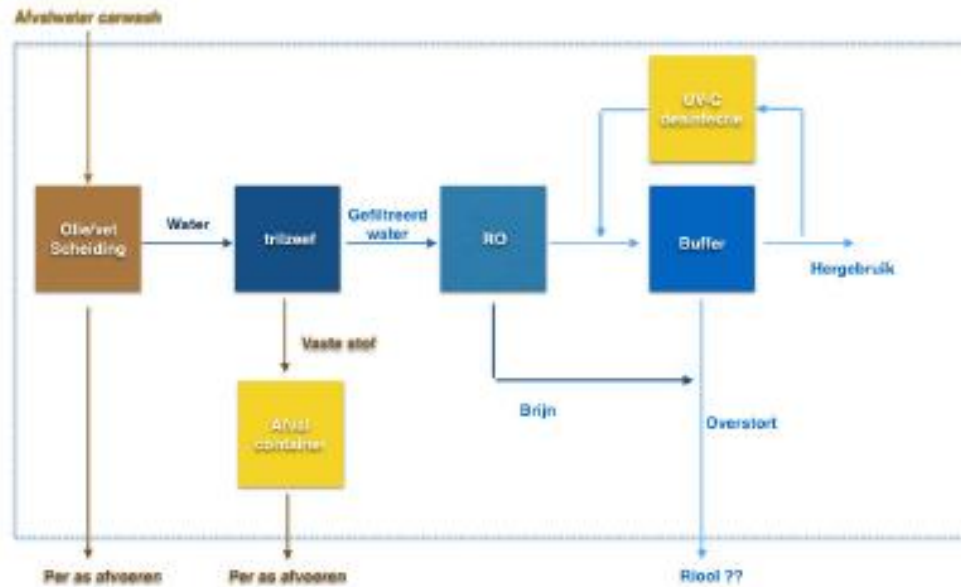 Afvalwater carwash
UV-C
desinfectie
Olie/vet
Scheiding
Water
trilzeef
Gefiltreerd
water
RO
Buffer
Hergebruik
Vaste stof
Afval
container
Brijn
Overstort
Per as afvoeren
Per as afvoeren
Riool ??